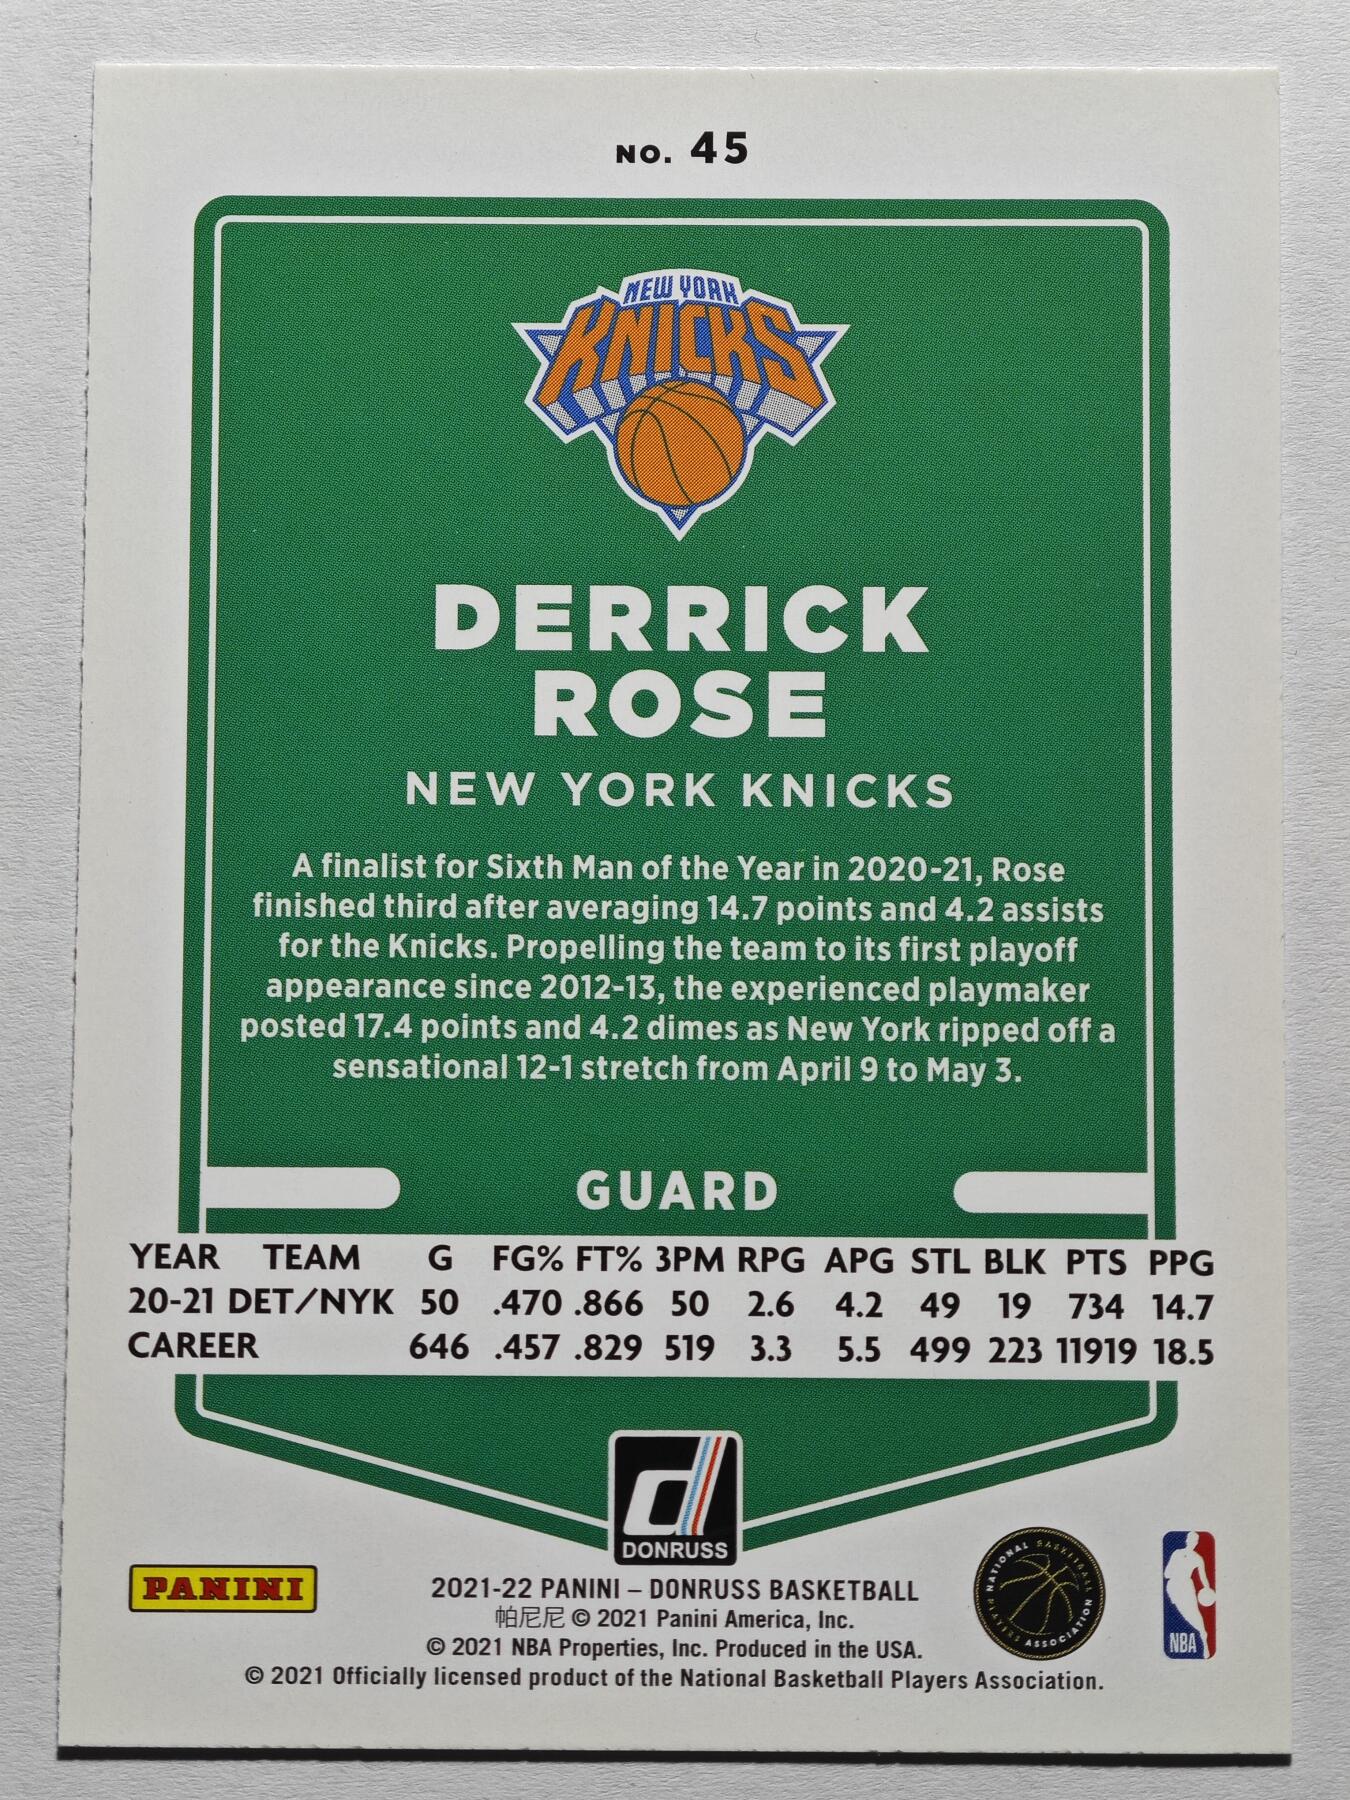 NO. 45
NEW YORK
KNICKS
DERRICK
ROSE
NEW YORK KNICKS
A finalist for Sixth Man of the Year in 2020-21, Rose
finished third after averaging 14.7 points and 4.2 assists
for the Knicks. Propelling the team to its first playoff
appearance since 2012-13, the experienced playmaker
posted 17.4 points and 4.2 dimes as New York ripped off a
sensational 12-1 stretch from April 9 to May 3.
GUARD
YEAR TEAM G FG% FT% 3PM RPG APG STL BLK PTS PPG
20-21 DET/NYK 50 .470 .866 50 2.6 4.2 49 19 734 14.7
CAREER 646 .457 .829 519 3.3 5.5 499 223 11919 18.5
d
DONRUSS
PANINI
2021-22 PANINI – DONRUSS BASKETBALL
帕尼尼 © 2021 Panini America, Inc.
© 2021 NBA Properties, Inc. Produced in the USA.
© 2021 Officially licensed product of the National Basketball Players Association.
NATIONAL BASKETBALL PLAYERS ASSOCIATION
NBA